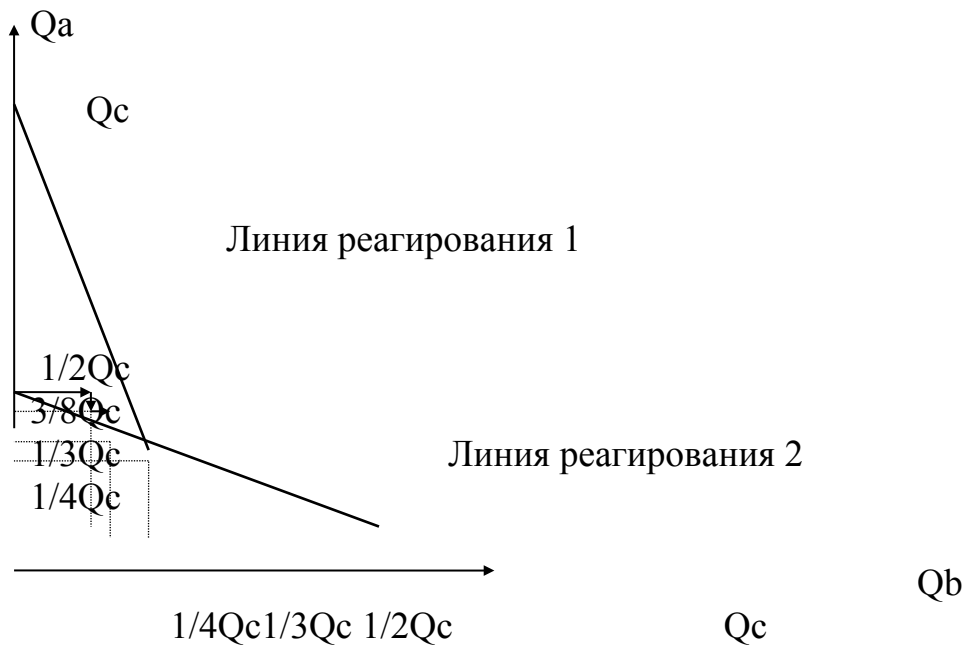 Qa
Qc
Линия реагирования 1
1/2Qc
3/8Qc
1/3Qc
Линия реагирования 2
1/4Qc
Qb
1/4Qc1/3Qc 1/2Qc
Qc